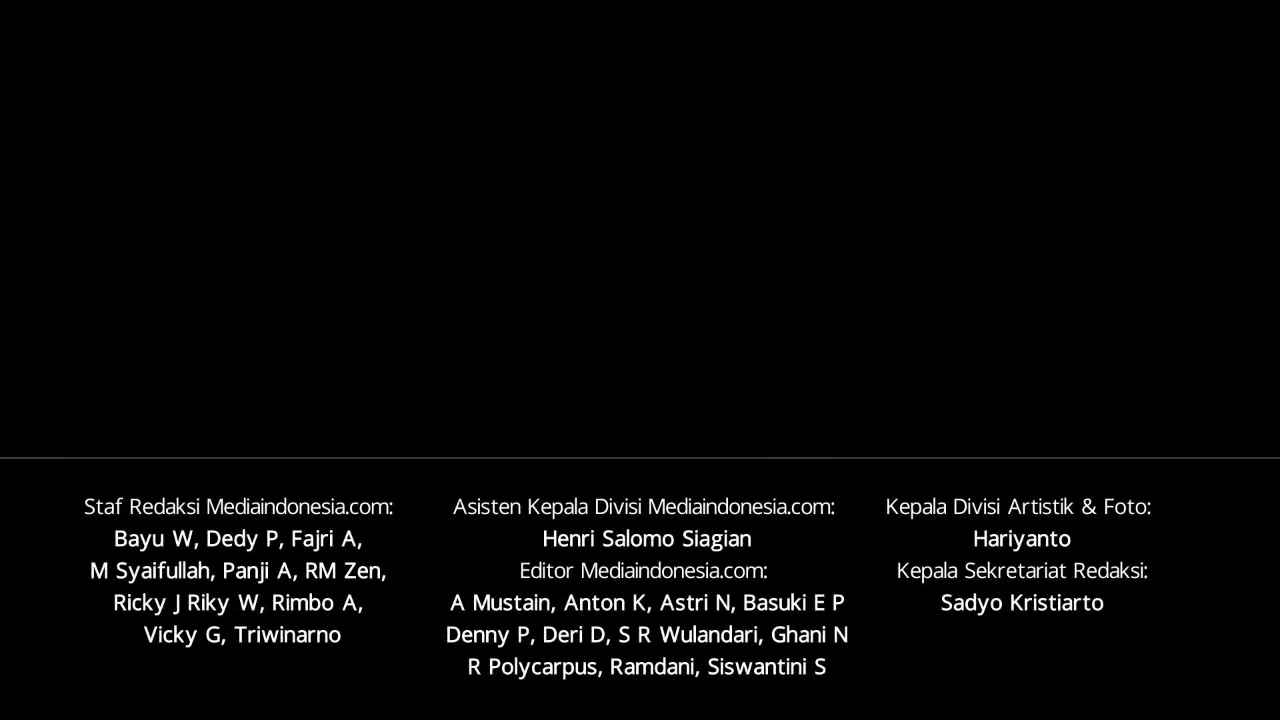 Staf Redaksi Mediaindonesia.com:
Bayu W, Dedy P, Fajri A,
M Syaifullah, Panji A, RM Zen,
Ricky J Riky W, Rimbo A,
Vicky G, Triwinarno
Asisten Kepala Divisi Mediaindonesia.com:
Henri Salomo Siagian
Editor Mediaindonesia.com:
A Mustain, Anton K, Astri N, Basuki E P
Denny P, Deri D, S R Wulandari, Ghani N
R Polycarpus, Ramdani, Siswantini S
Kepala Divisi Artistik & Foto:
Hariyanto
Kepala Sekretariat Redaksi:
Sadyo Kristiarto